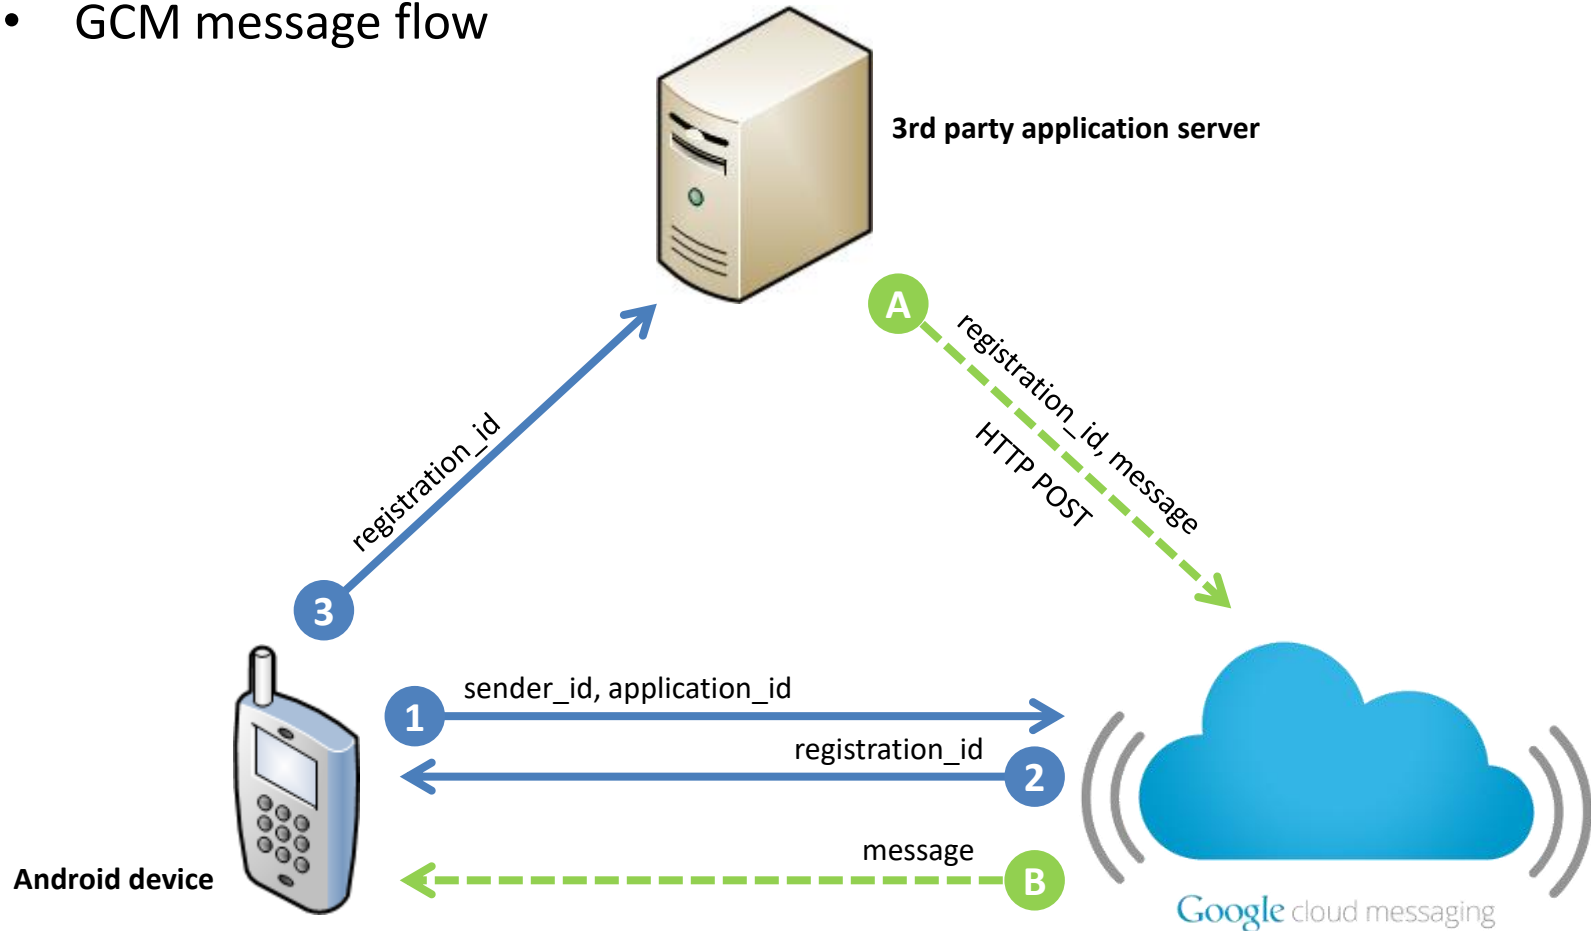 • GCM message flow
3rd party application server
A
registration_id, message
HTTP POST
registration_id
3
sender_id, application_id
1
registration_id
2
message
B
Android device
Google cloud messaging